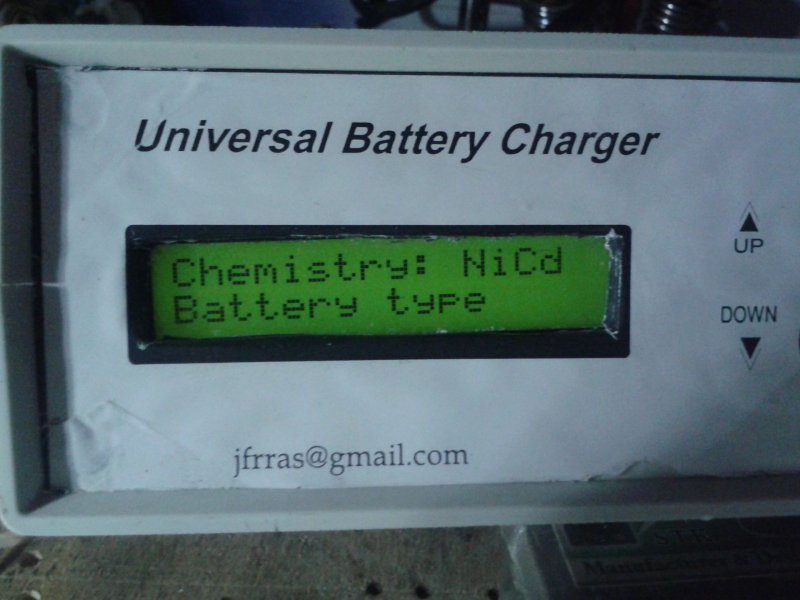 Universal Battery Charger
Chemistry: NiCd
Battery type
UP
DOWN
jfrras@gmail.com